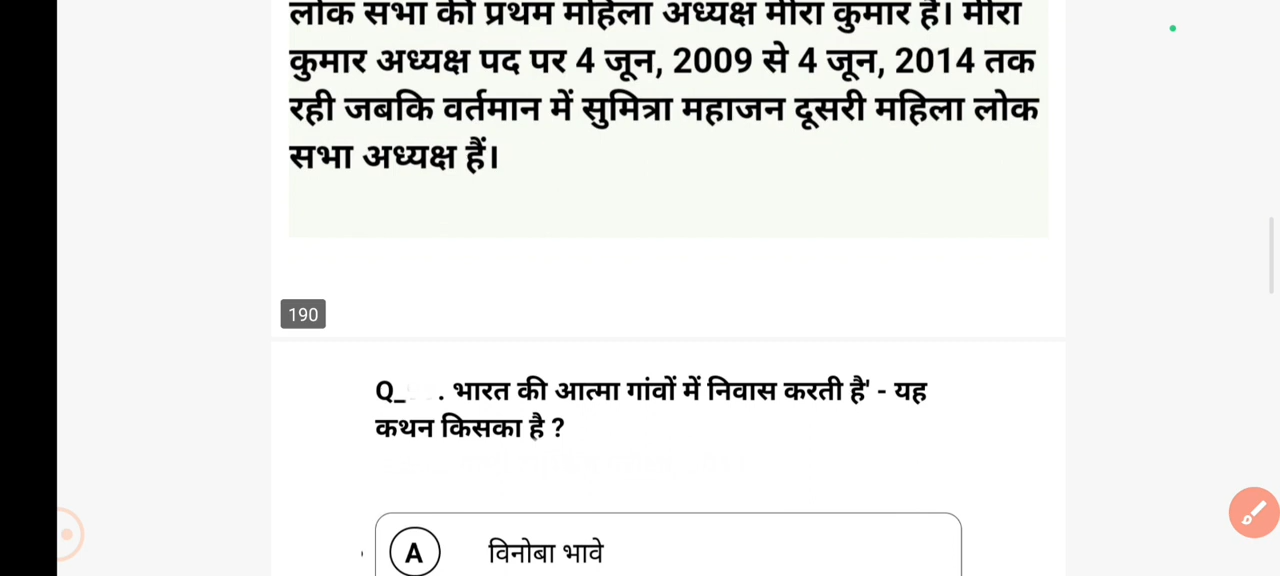 लोक सभा की प्रथम महिला अध्यक्ष मीरा कुमार हैं। मीरा
कुमार अध्यक्ष पद पर 4 जून, 2009 से 4 जून, 2014 तक
रही जबकि वर्तमान में सुमित्रा महाजन दूसरी महिला लोक
सभा अध्यक्ष हैं।
190
Q_ . भारत की आत्मा गांवों में निवास करती है' - यह
कथन किसका है ?
A विनोबा भावे